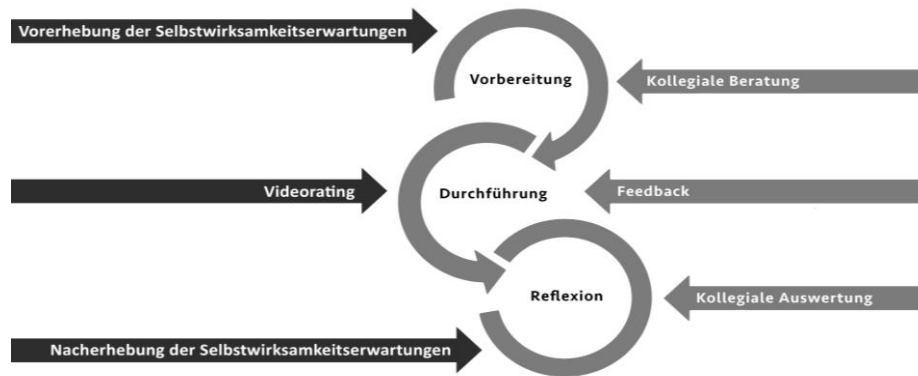 Vorerhebung der Selbstwirksamkeitserwartungen
Vorbereitung
Kollegiale Beratung
Videorating
Durchführung
Feedback
Reflexion
Kollegiale Auswertung
Nacherhebung der Selbstwirksamkeitserwartungen